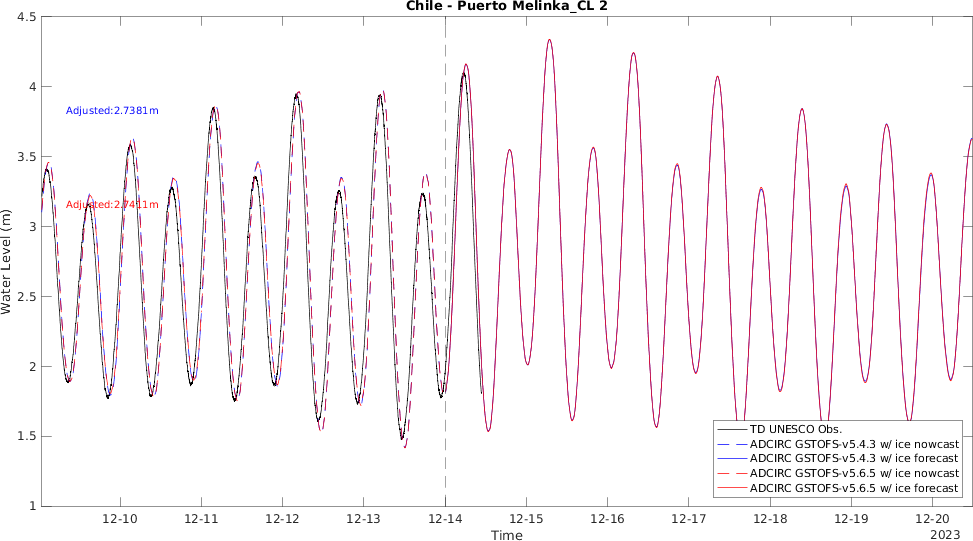 Chile - Puerto Melinka_CL 2
4.5
4
3.5
3
2.5
2
1.5
1
Water Level (m)
Adjusted:2.7381m
Adjusted:2.7411m
TD UNESCO Obs.
ADCIRC GSTOFS-v5.4.3 w/ ice nowcast
ADCIRC GSTOFS-v5.4.3 w/ ice forecast
ADCIRC GSTOFS-v5.6.5 w/ ice nowcast
ADCIRC GSTOFS-v5.6.5 w/ ice forecast
12-10 12-11 12-12 12-13 12-14 12-15 12-16 12-17 12-18 12-19 12-20
Time
2023